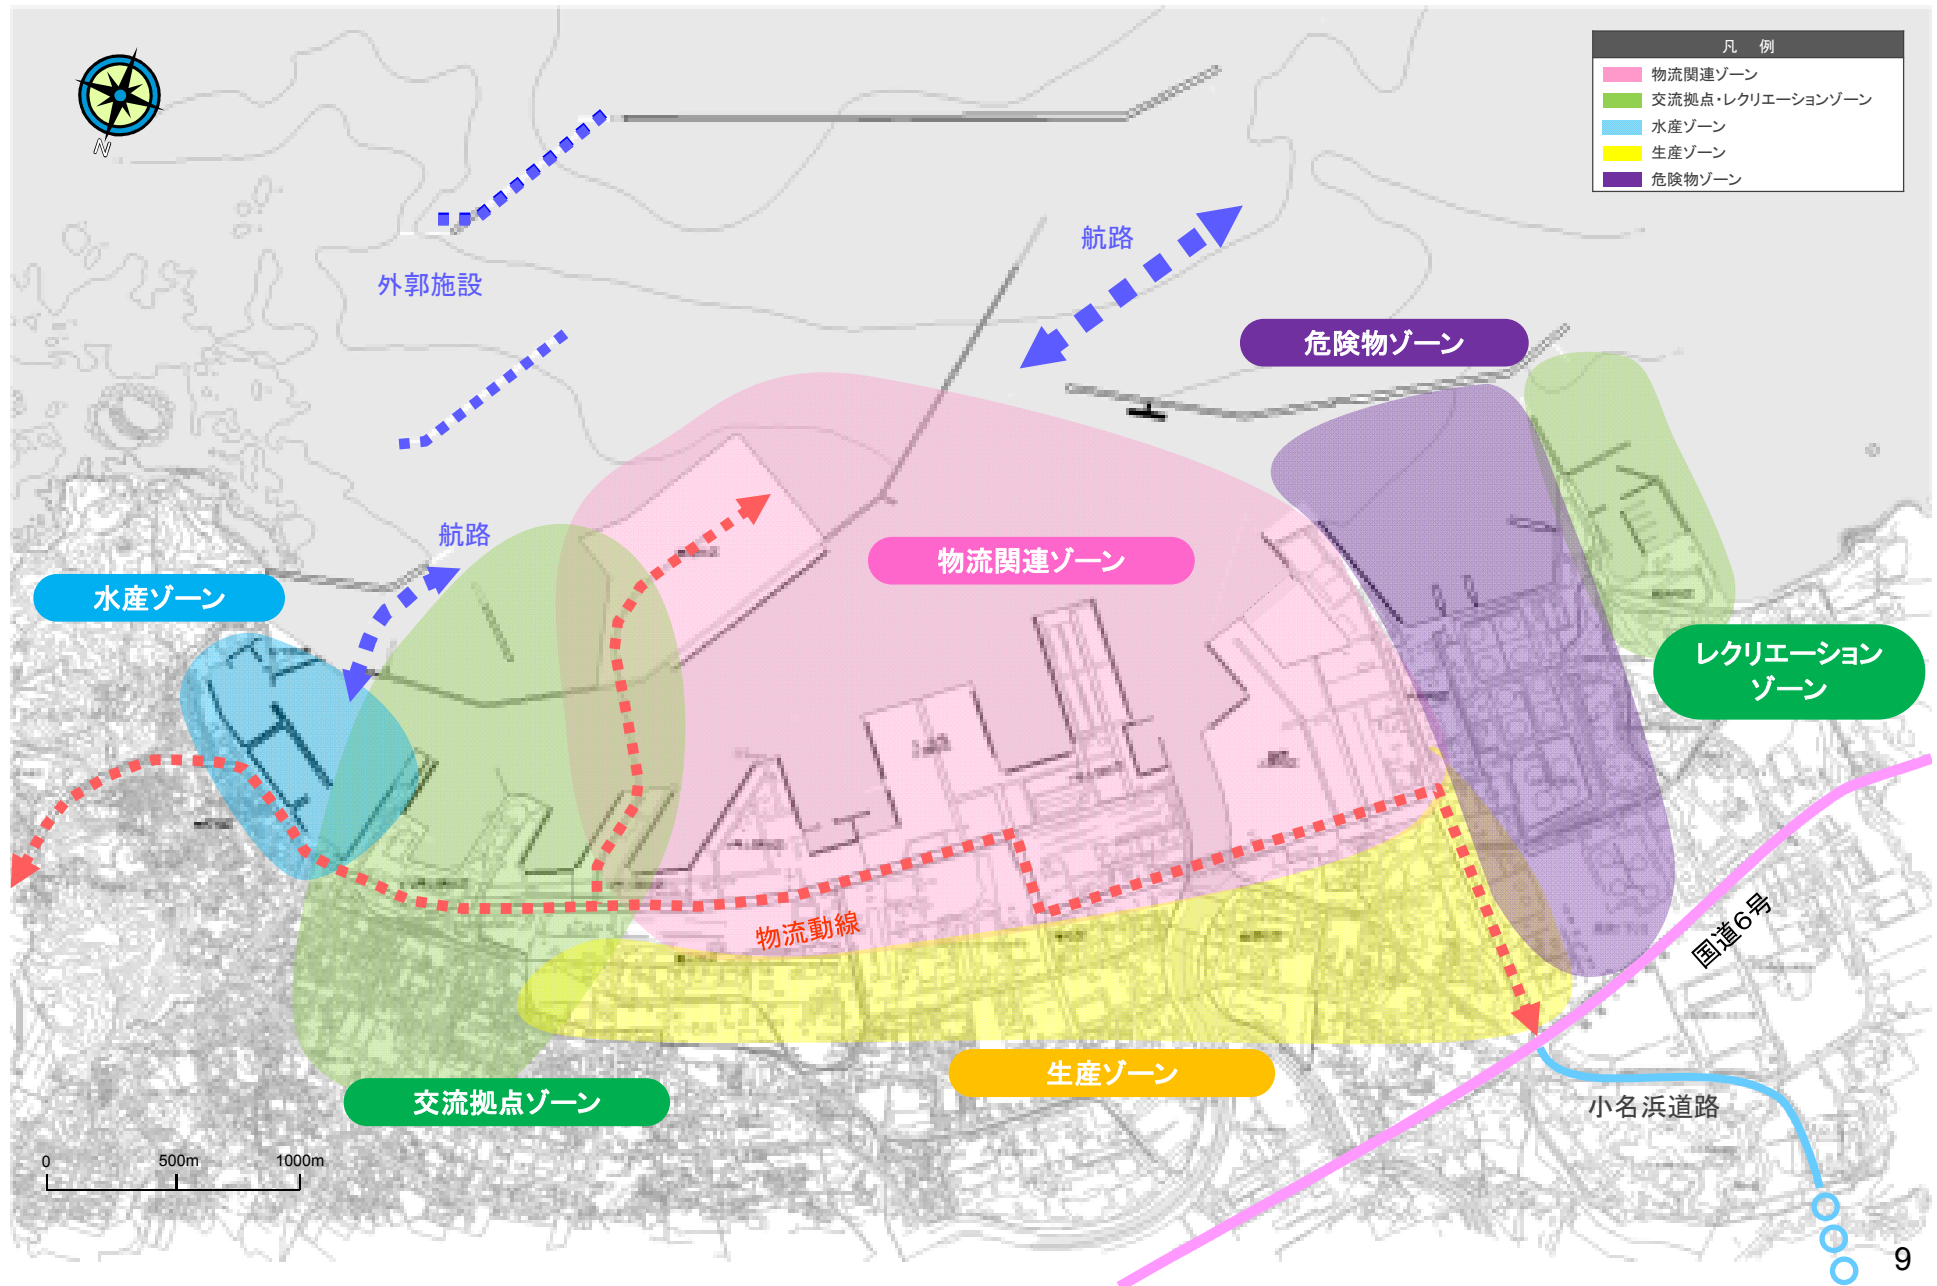 凡 例
物流関連ゾーン
交流拠点・レクリエーションゾーン
水産ゾーン
生産ゾーン
危険物ゾーン
N
航路
外郭施設
危険物ゾーン
航路
物流関連ゾーン
水産ゾーン
レクリエーション
ゾーン
物流動線
国道6号
生産ゾーン
交流拠点ゾーン
小名浜道路
0 500m 1000m
9